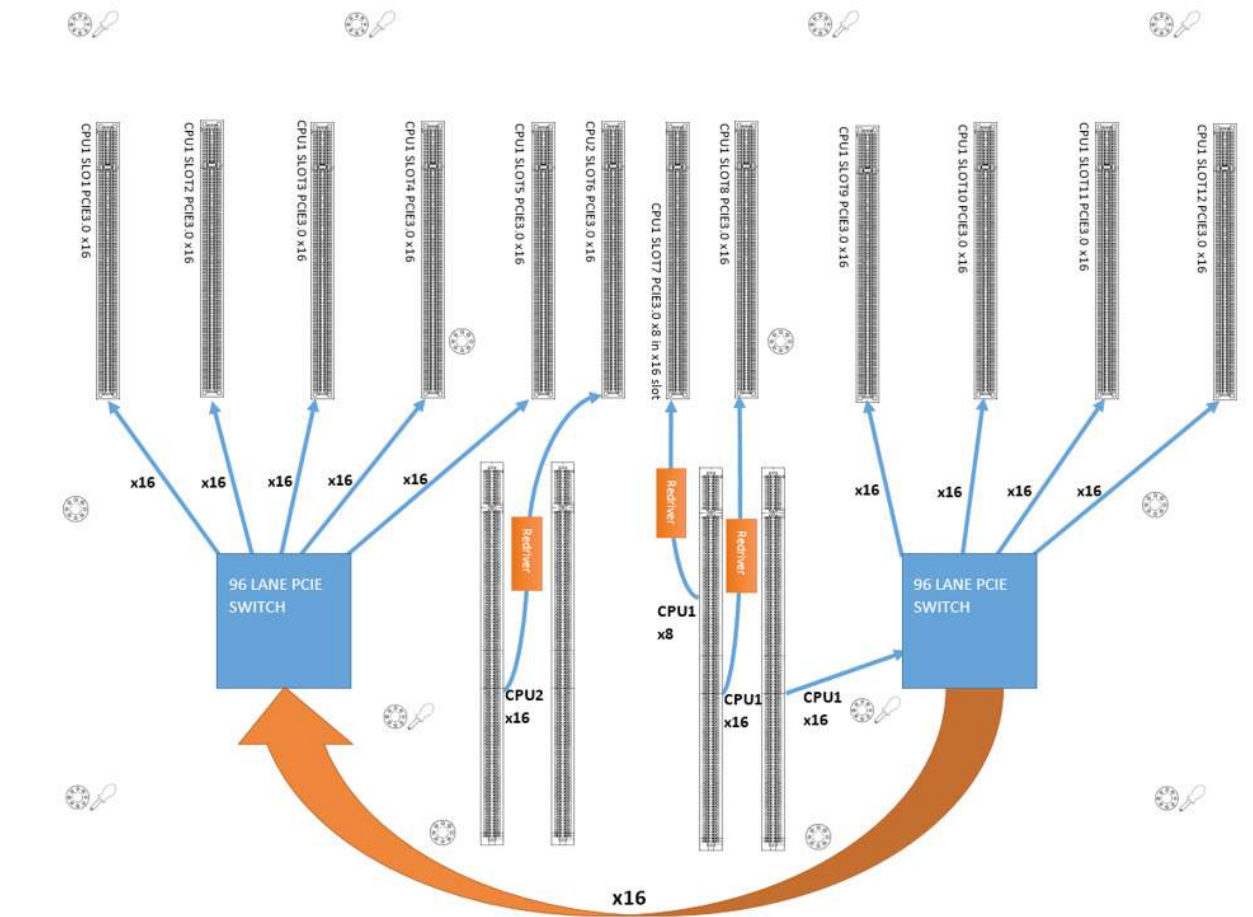 CPU1 SLO1 PCIE3.0 x16
CPU1 SLOT2 PCIE3.0 x16
CPU1 SLOT3 PCIE3.0 x16
CPU1 SLOT4 PCIE3.0 x16
CPU1 SLOT5 PCIE3.0 x16
CPU2 SLOT6 PCIE3.0 x16
CPU1 SLOT7 PCIE3.0 x8 in x16 slot
CPU1 SLOT8 PCIE3.0 x16
CPU1 SLOT9 PCIE3.0 x16
CPU1 SLOT10 PCIE3.0 x16
CPU1 SLOT11 PCIE3.0 x16
CPU1 SLOT12 PCIE3.0 x16
x16
x16
x16
x16
x16
Redriver
Redriver
Redriver
x16
x16
x16
x16
96 LANE PCIE
SWITCH
CPU1
x8
96 LANE PCIE
SWITCH
CPU2
x16
CPU1
x16
CPU1
x16
x16